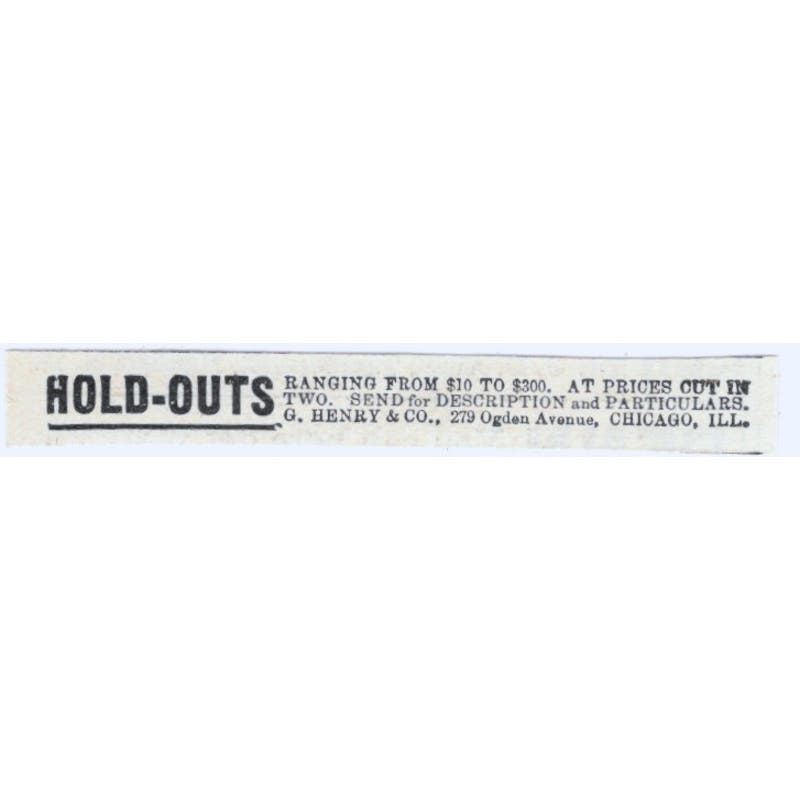 HOLD-OUTS
RANGING FROM $10 TO $300. AT PRICES CUT IN
TWO. SEND for DESCRIPTION and PARTICULARS.
G. HENRY & CO., 279 Ogden Avenue, CHICAGO, ILL.